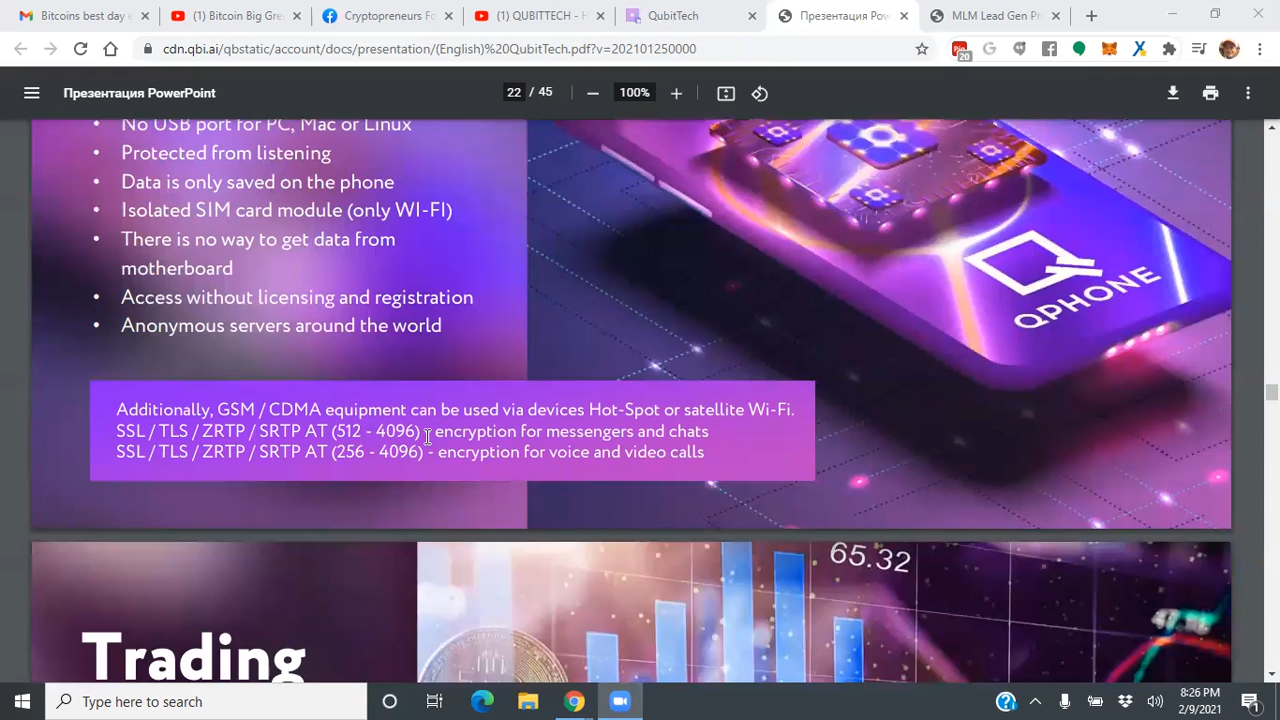 Bitcoins best day e
(1) Bitcoin Big Gre
Cryptopreneurs Fo
(1) QUBITTECH - H
QubitTech
Презентация Pow
MLM Lead Gen Pr
cdn.qbi.ai/qbstatic/account/docs/presentation/(English)%20QubitTech.pdf?v=202101250000
20
Презентация PowerPoint
22 / 45
100%
• No USB port for PC, Mac or Linux
• Protected from listening
• Data is only saved on the phone
• Isolated SIM card module (only WI-FI)
• There is no way to get data from
motherboard
• Access without licensing and registration
• Anonymous servers around the world
QPHONE
Additionally, GSM / CDMA equipment can be used via devices Hot-Spot or satellite Wi-Fi.
SSL / TLS / ZRTP / SRTP AT (512 - 4096) - encryption for messengers and chats
SSL / TLS / ZRTP / SRTP AT (256 - 4096) - encryption for voice and video calls
65.32
Trading
Type here to search
8:26 PM
2/9/2021